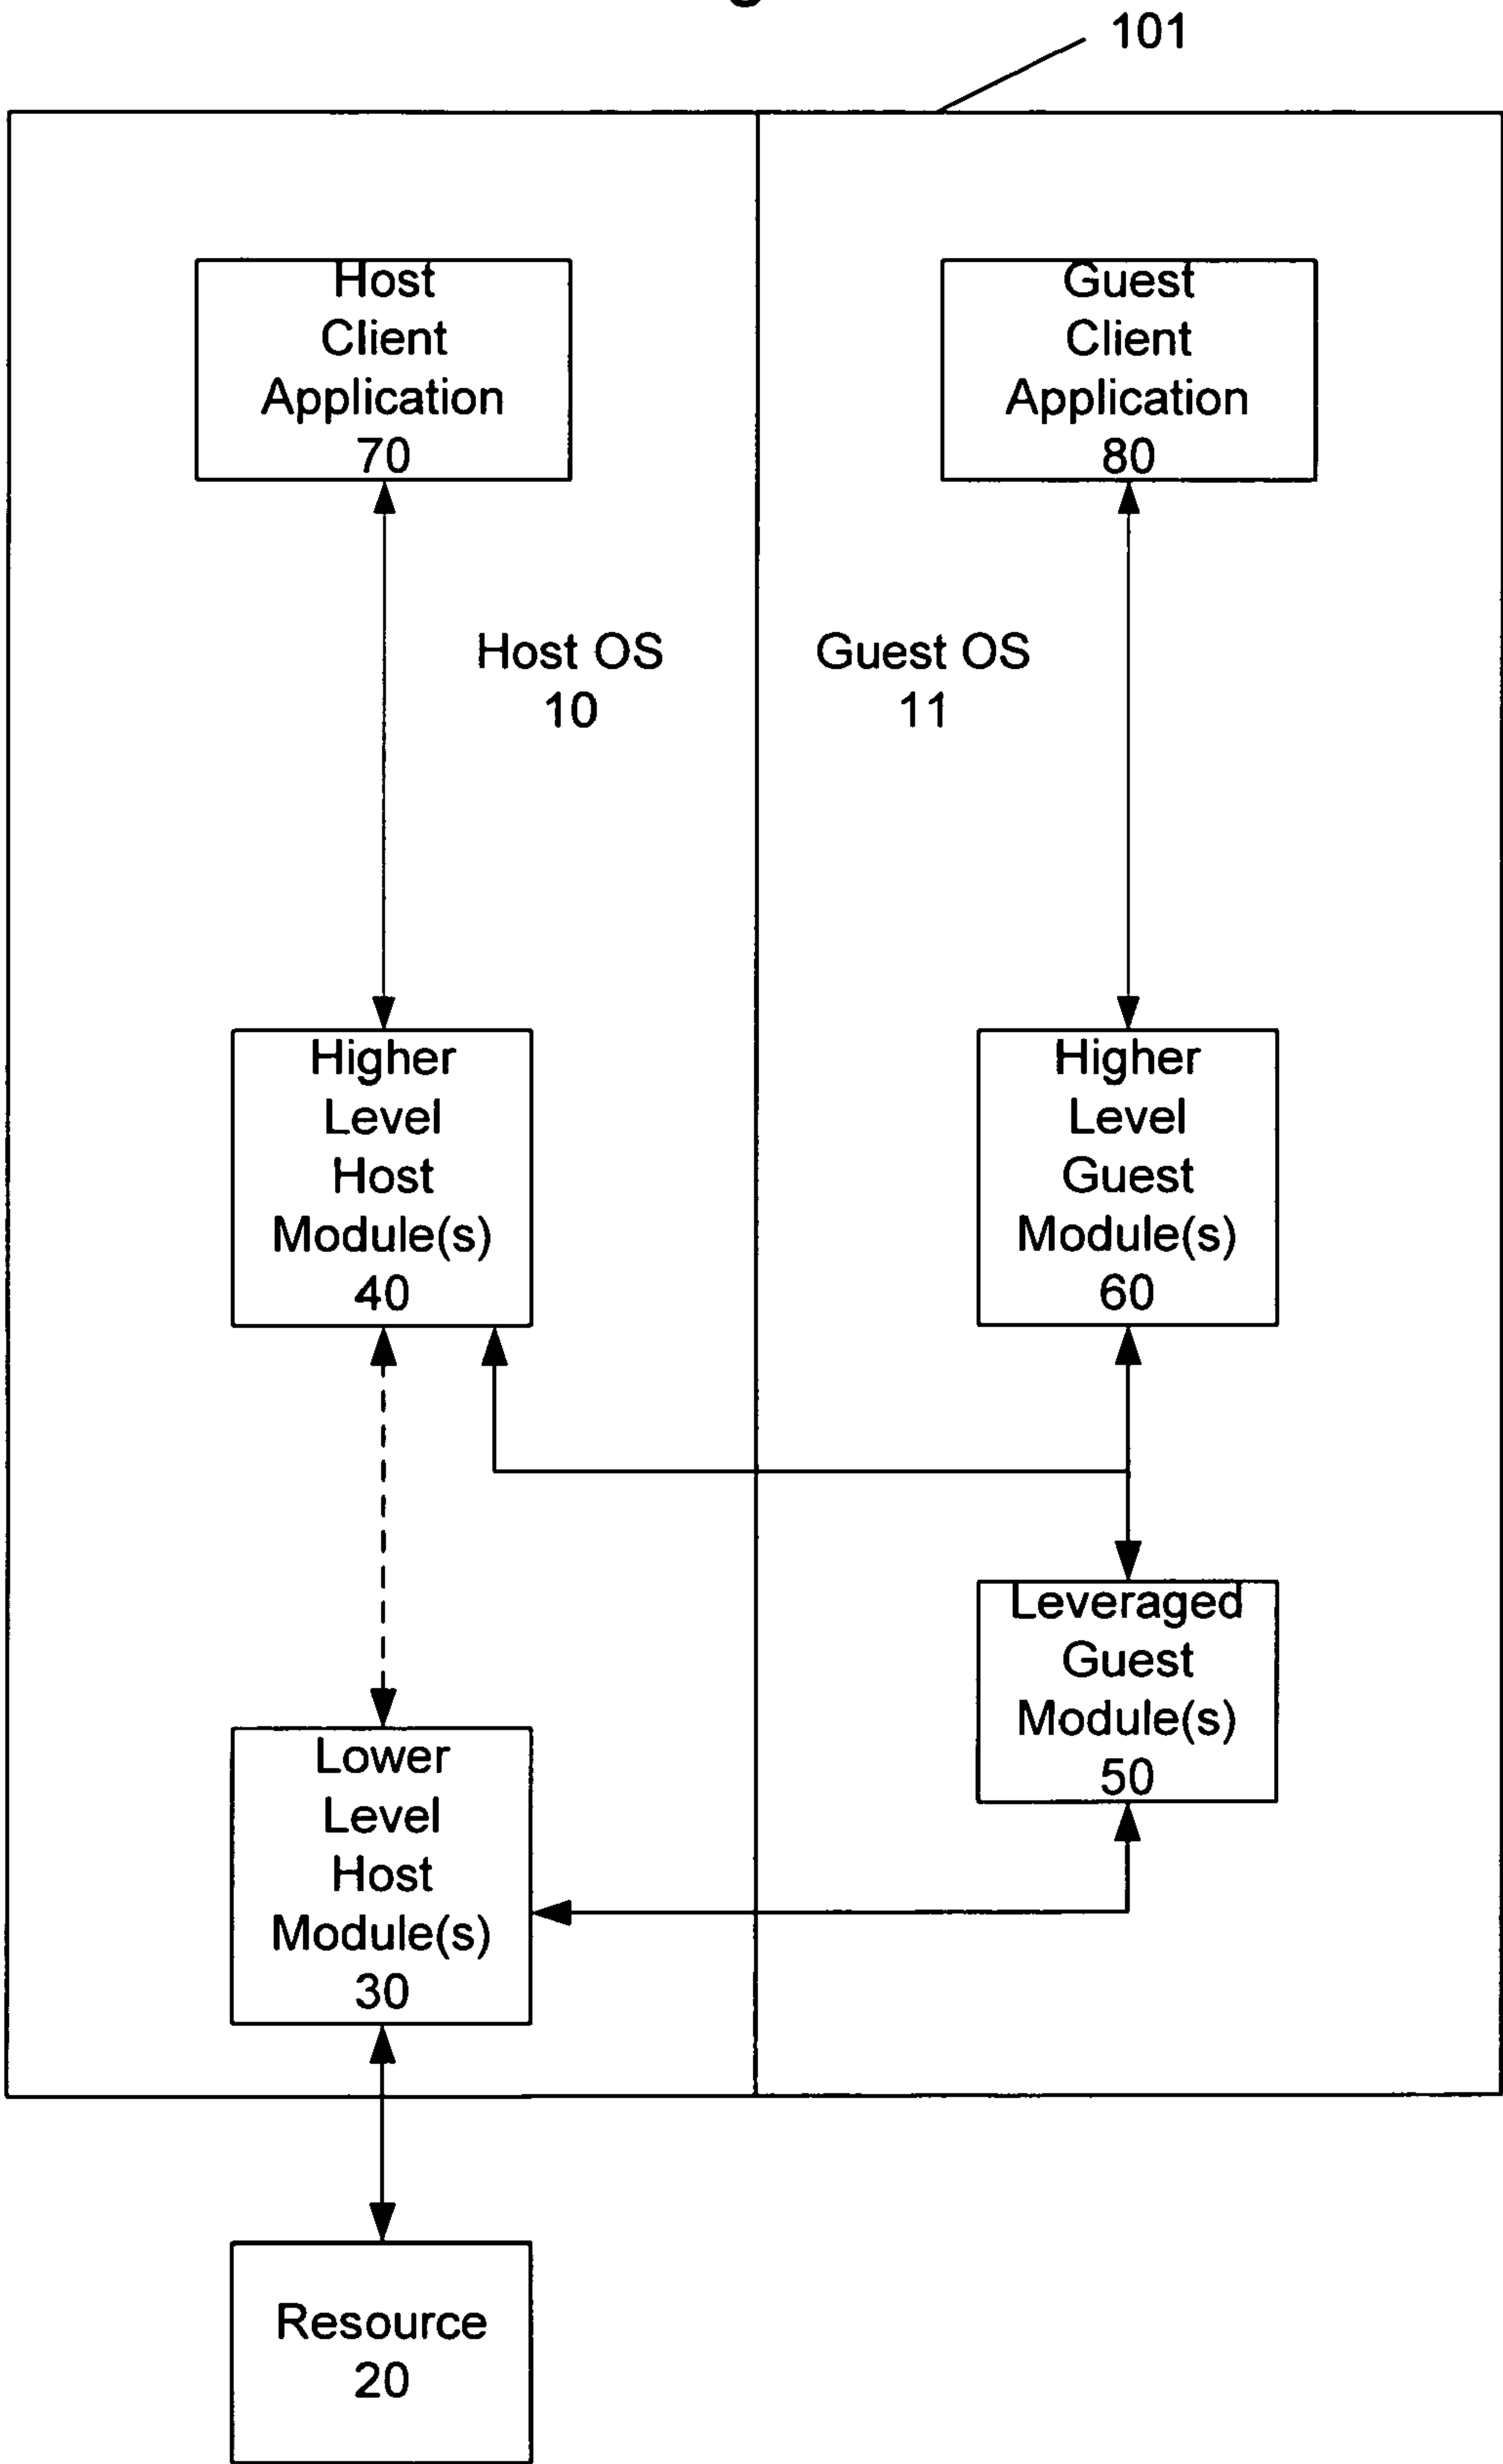 101
Host
Client
Application
70
Guest
Client
Application
80
Host OS
10
Guest OS
11
Higher
Level
Host
Module(s)
40
Higher
Level
Guest
Module(s)
60
Leveraged
Guest
Module(s)
50
Lower
Level
Host
Module(s)
30
Resource
20